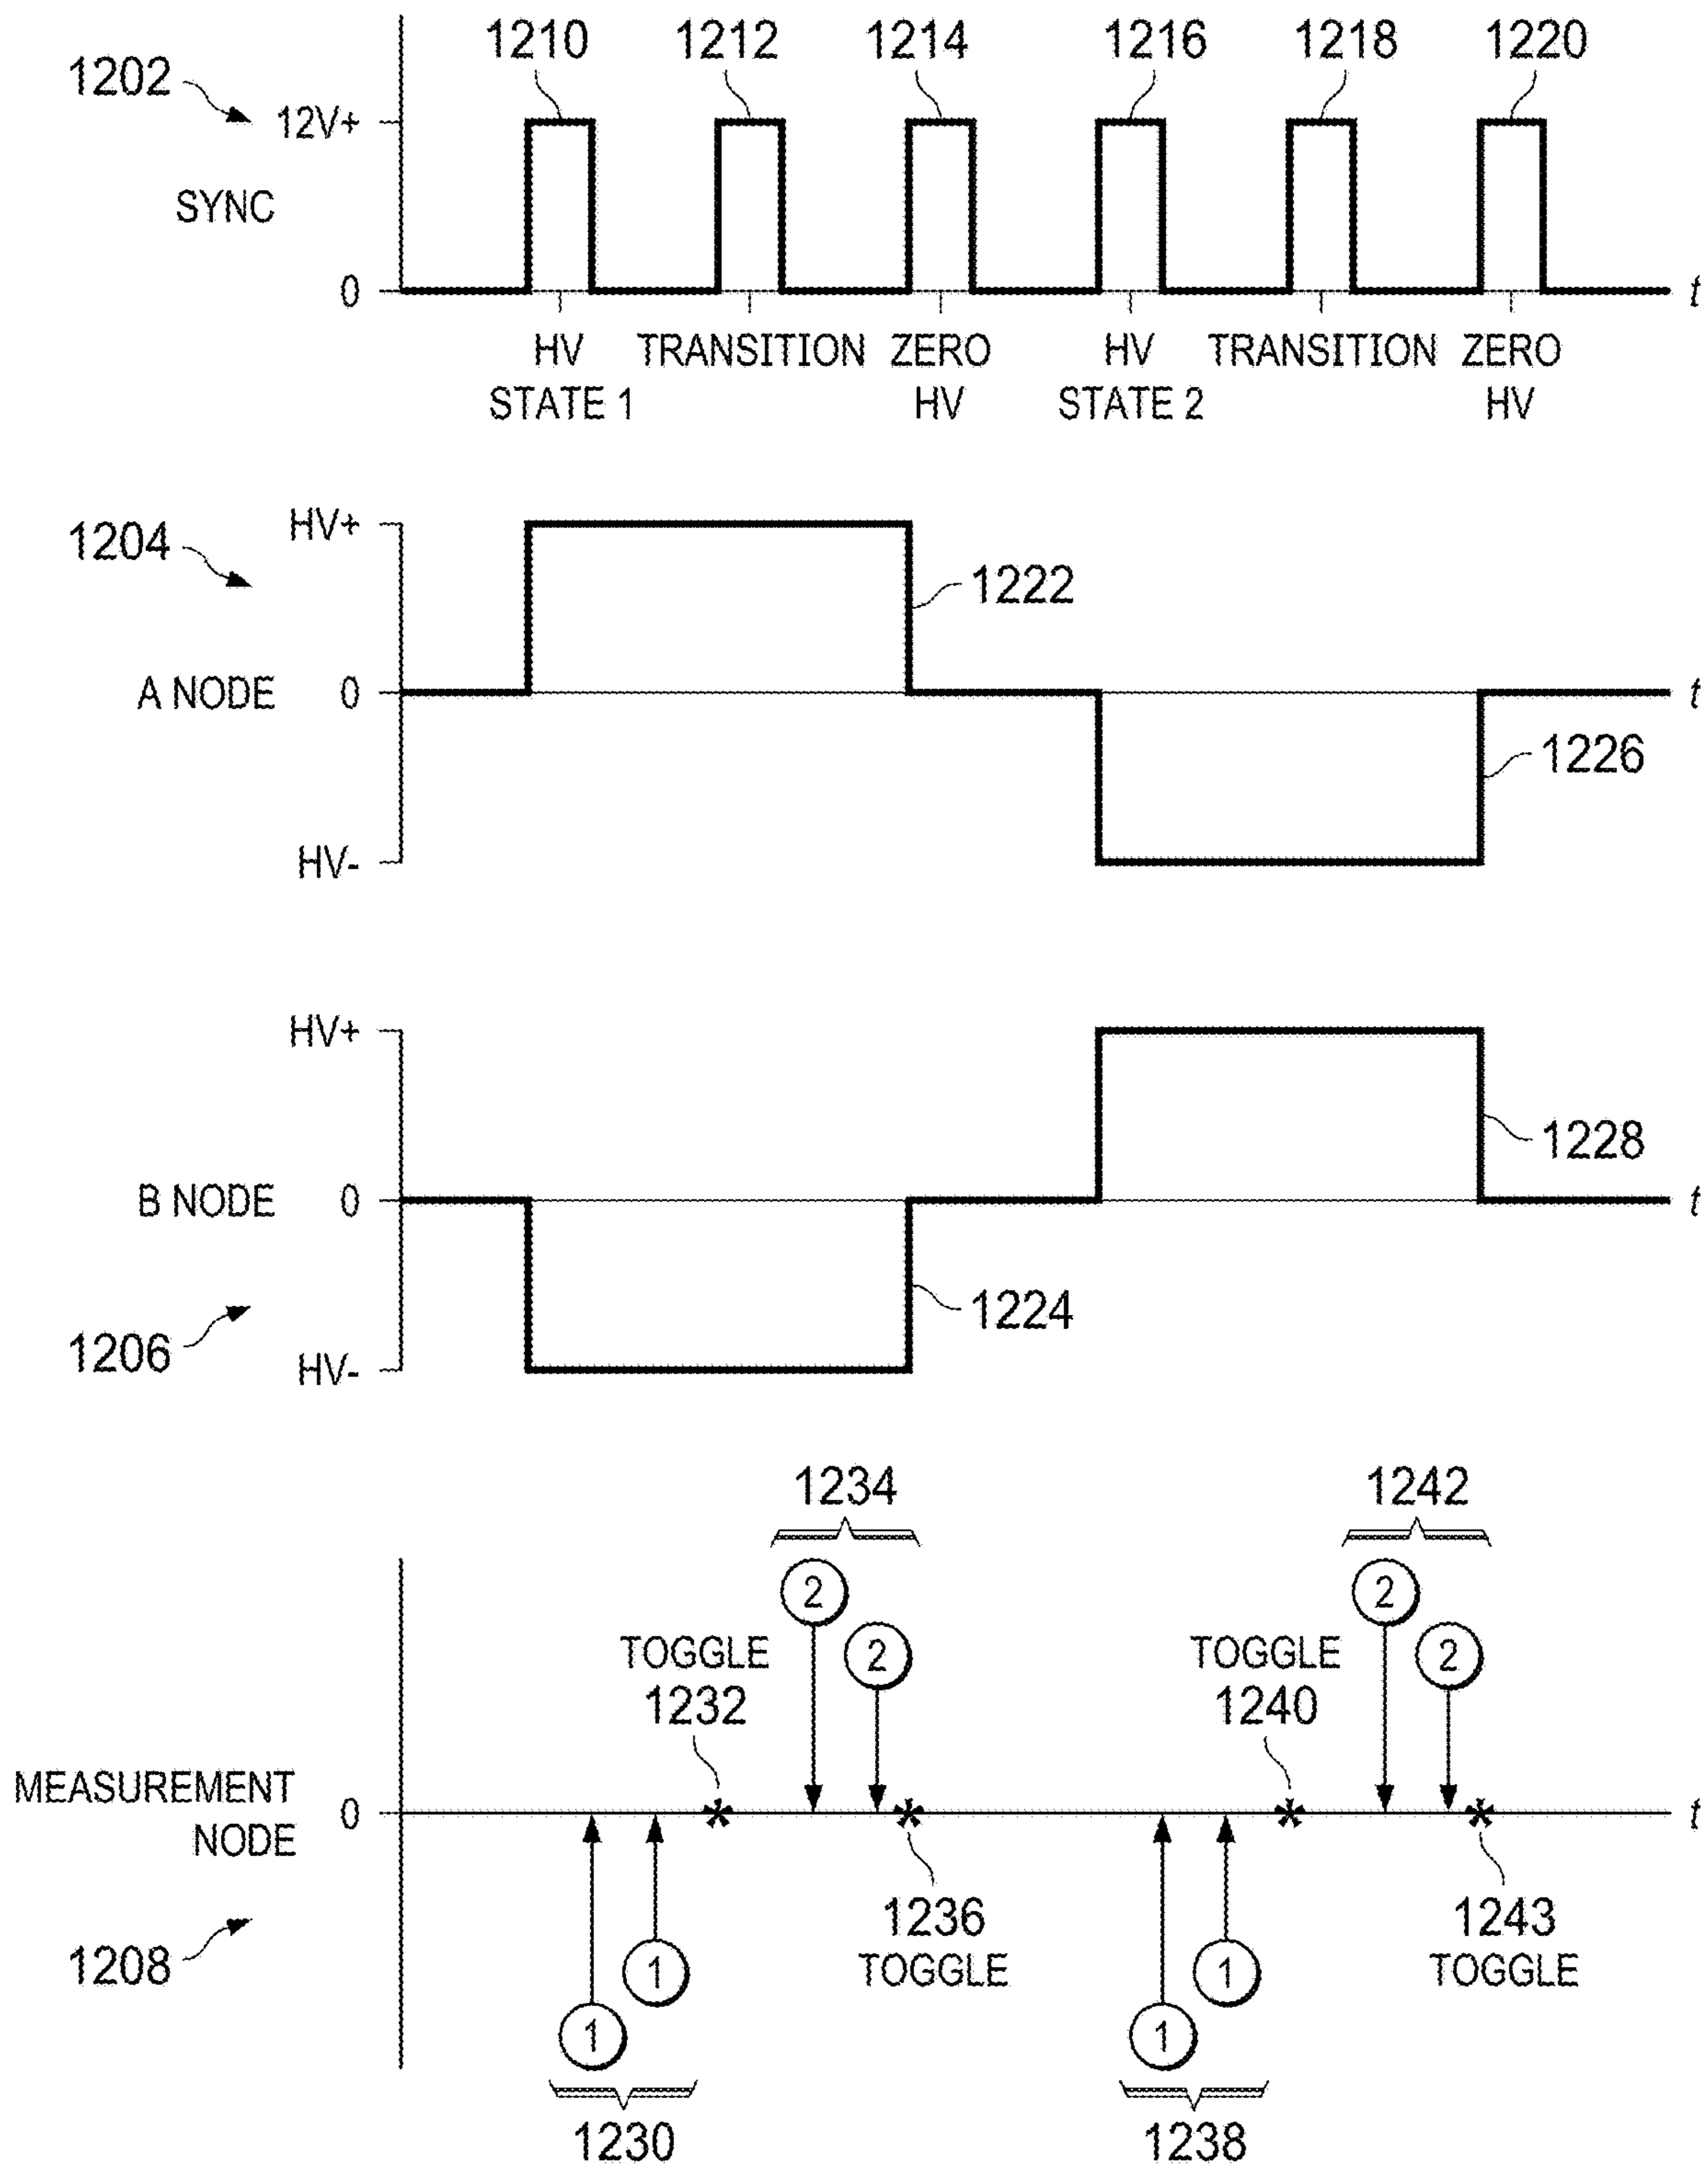 1210 1212 1214 1216 1218 1220
1202
12V+
SYNC
0 t
HV TRANSITION ZERO HV TRANSITION ZERO
STATE 1 HV STATE 2 HV
1204
HV+
1222
A NODE 0 t
1226
HV-
HV+
1228
B NODE 0 t
1224
1206
HV-
1234 1242
2 2
TOGGLE 2 TOGGLE 2
1232 1240
MEASUREMENT
NODE
0 * * * * t
1236 1243
TOGGLE TOGGLE
1208
1 1
1 1
1230 1238